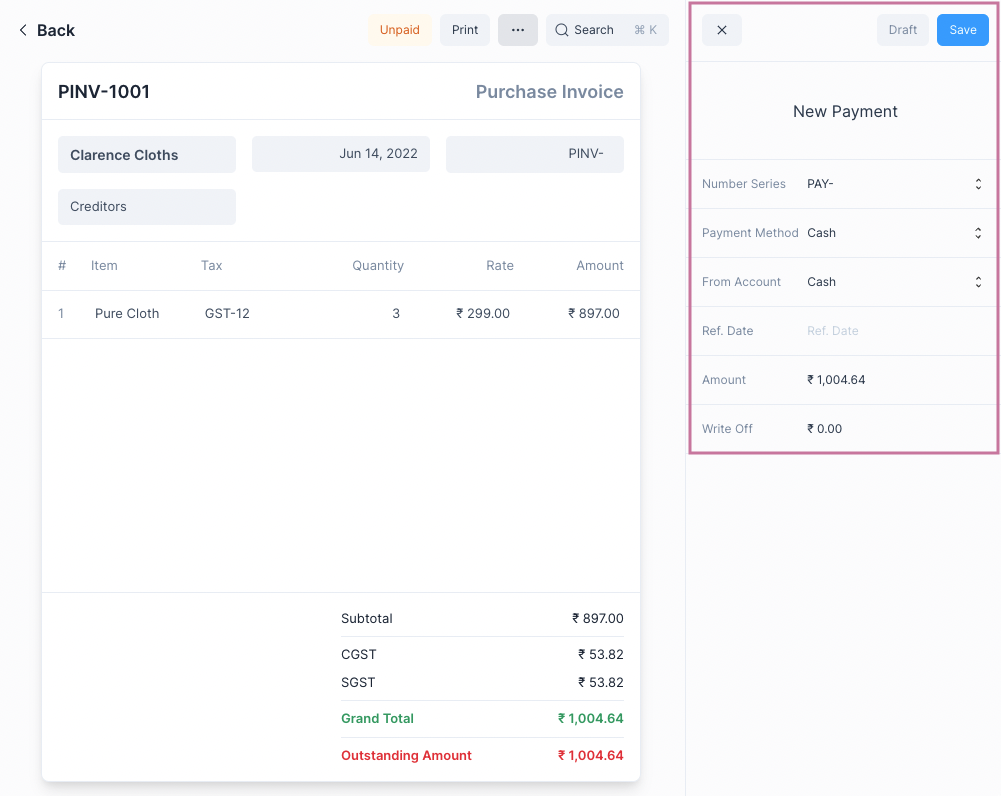 Back
Unpaid Print ... Search ⌘ K
PINV-1001 Purchase Invoice
Clarence Cloths Jun 14, 2022 PINV-
Creditors
# Item Tax Quantity Rate Amount
1 Pure Cloth GST-12 3 ₹ 299.00 ₹ 897.00
Subtotal ₹ 897.00
CGST ₹ 53.82
SGST ₹ 53.82
Grand Total ₹ 1,004.64
Outstanding Amount ₹ 1,004.64
Draft Save
New Payment
Number Series PAY-
Payment Method Cash
From Account Cash
Ref. Date Ref. Date
Amount ₹ 1,004.64
Write Off ₹ 0.00